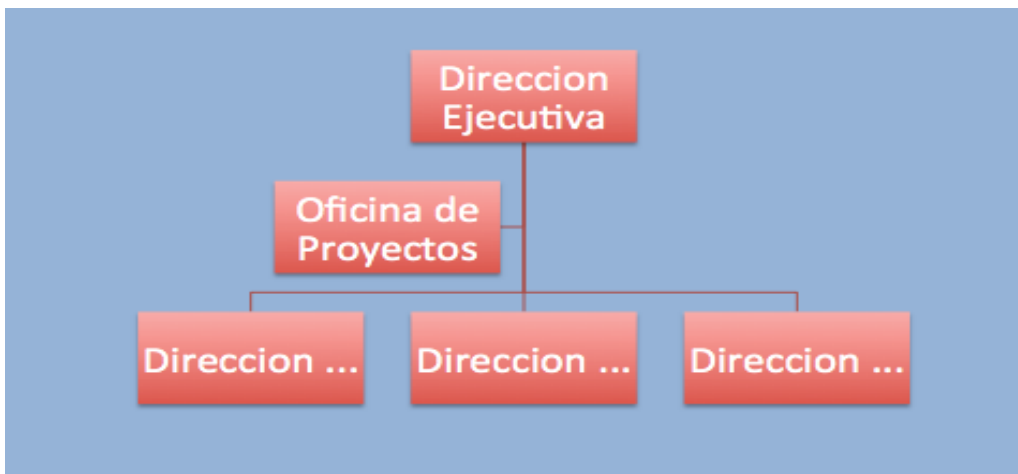 Direccion
Ejecutiva
Oficina de
Proyectos
Direccion ...
Direccion ...
Direccion ...